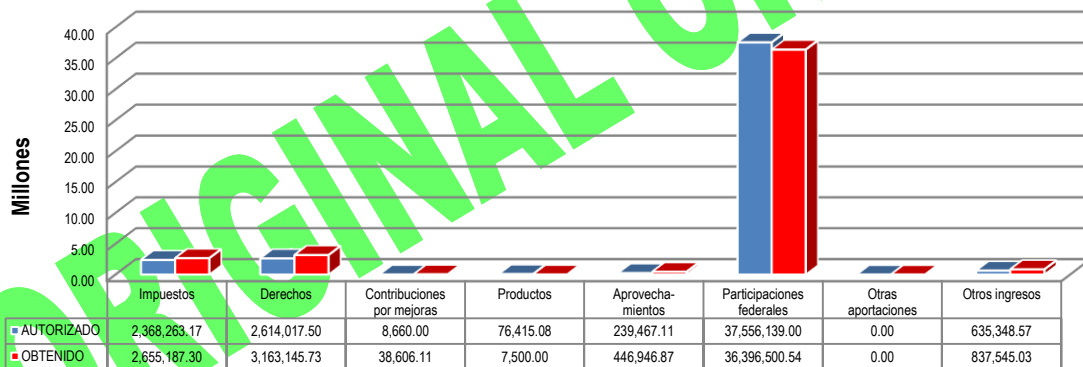 ORIGINAL
Millones
40.00
35.00
30.00
25.00
20.00
15.00
10.00
5.00
0.00
Impuestos Derechos Contribuciones por mejoras Productos Aprovecha-mientos Participaciones federales Otras aportaciones Otros ingresos
AUTORIZADO 2,368,263.17 2,614,017.50 8,660.00 76,415.08 239,467.11 37,556,139.00 0.00 635,348.57
OBTENIDO 2,655,187.30 3,163,145.73 38,606.11 7,500.00 446,946.87 36,396,500.54 0.00 837,545.03